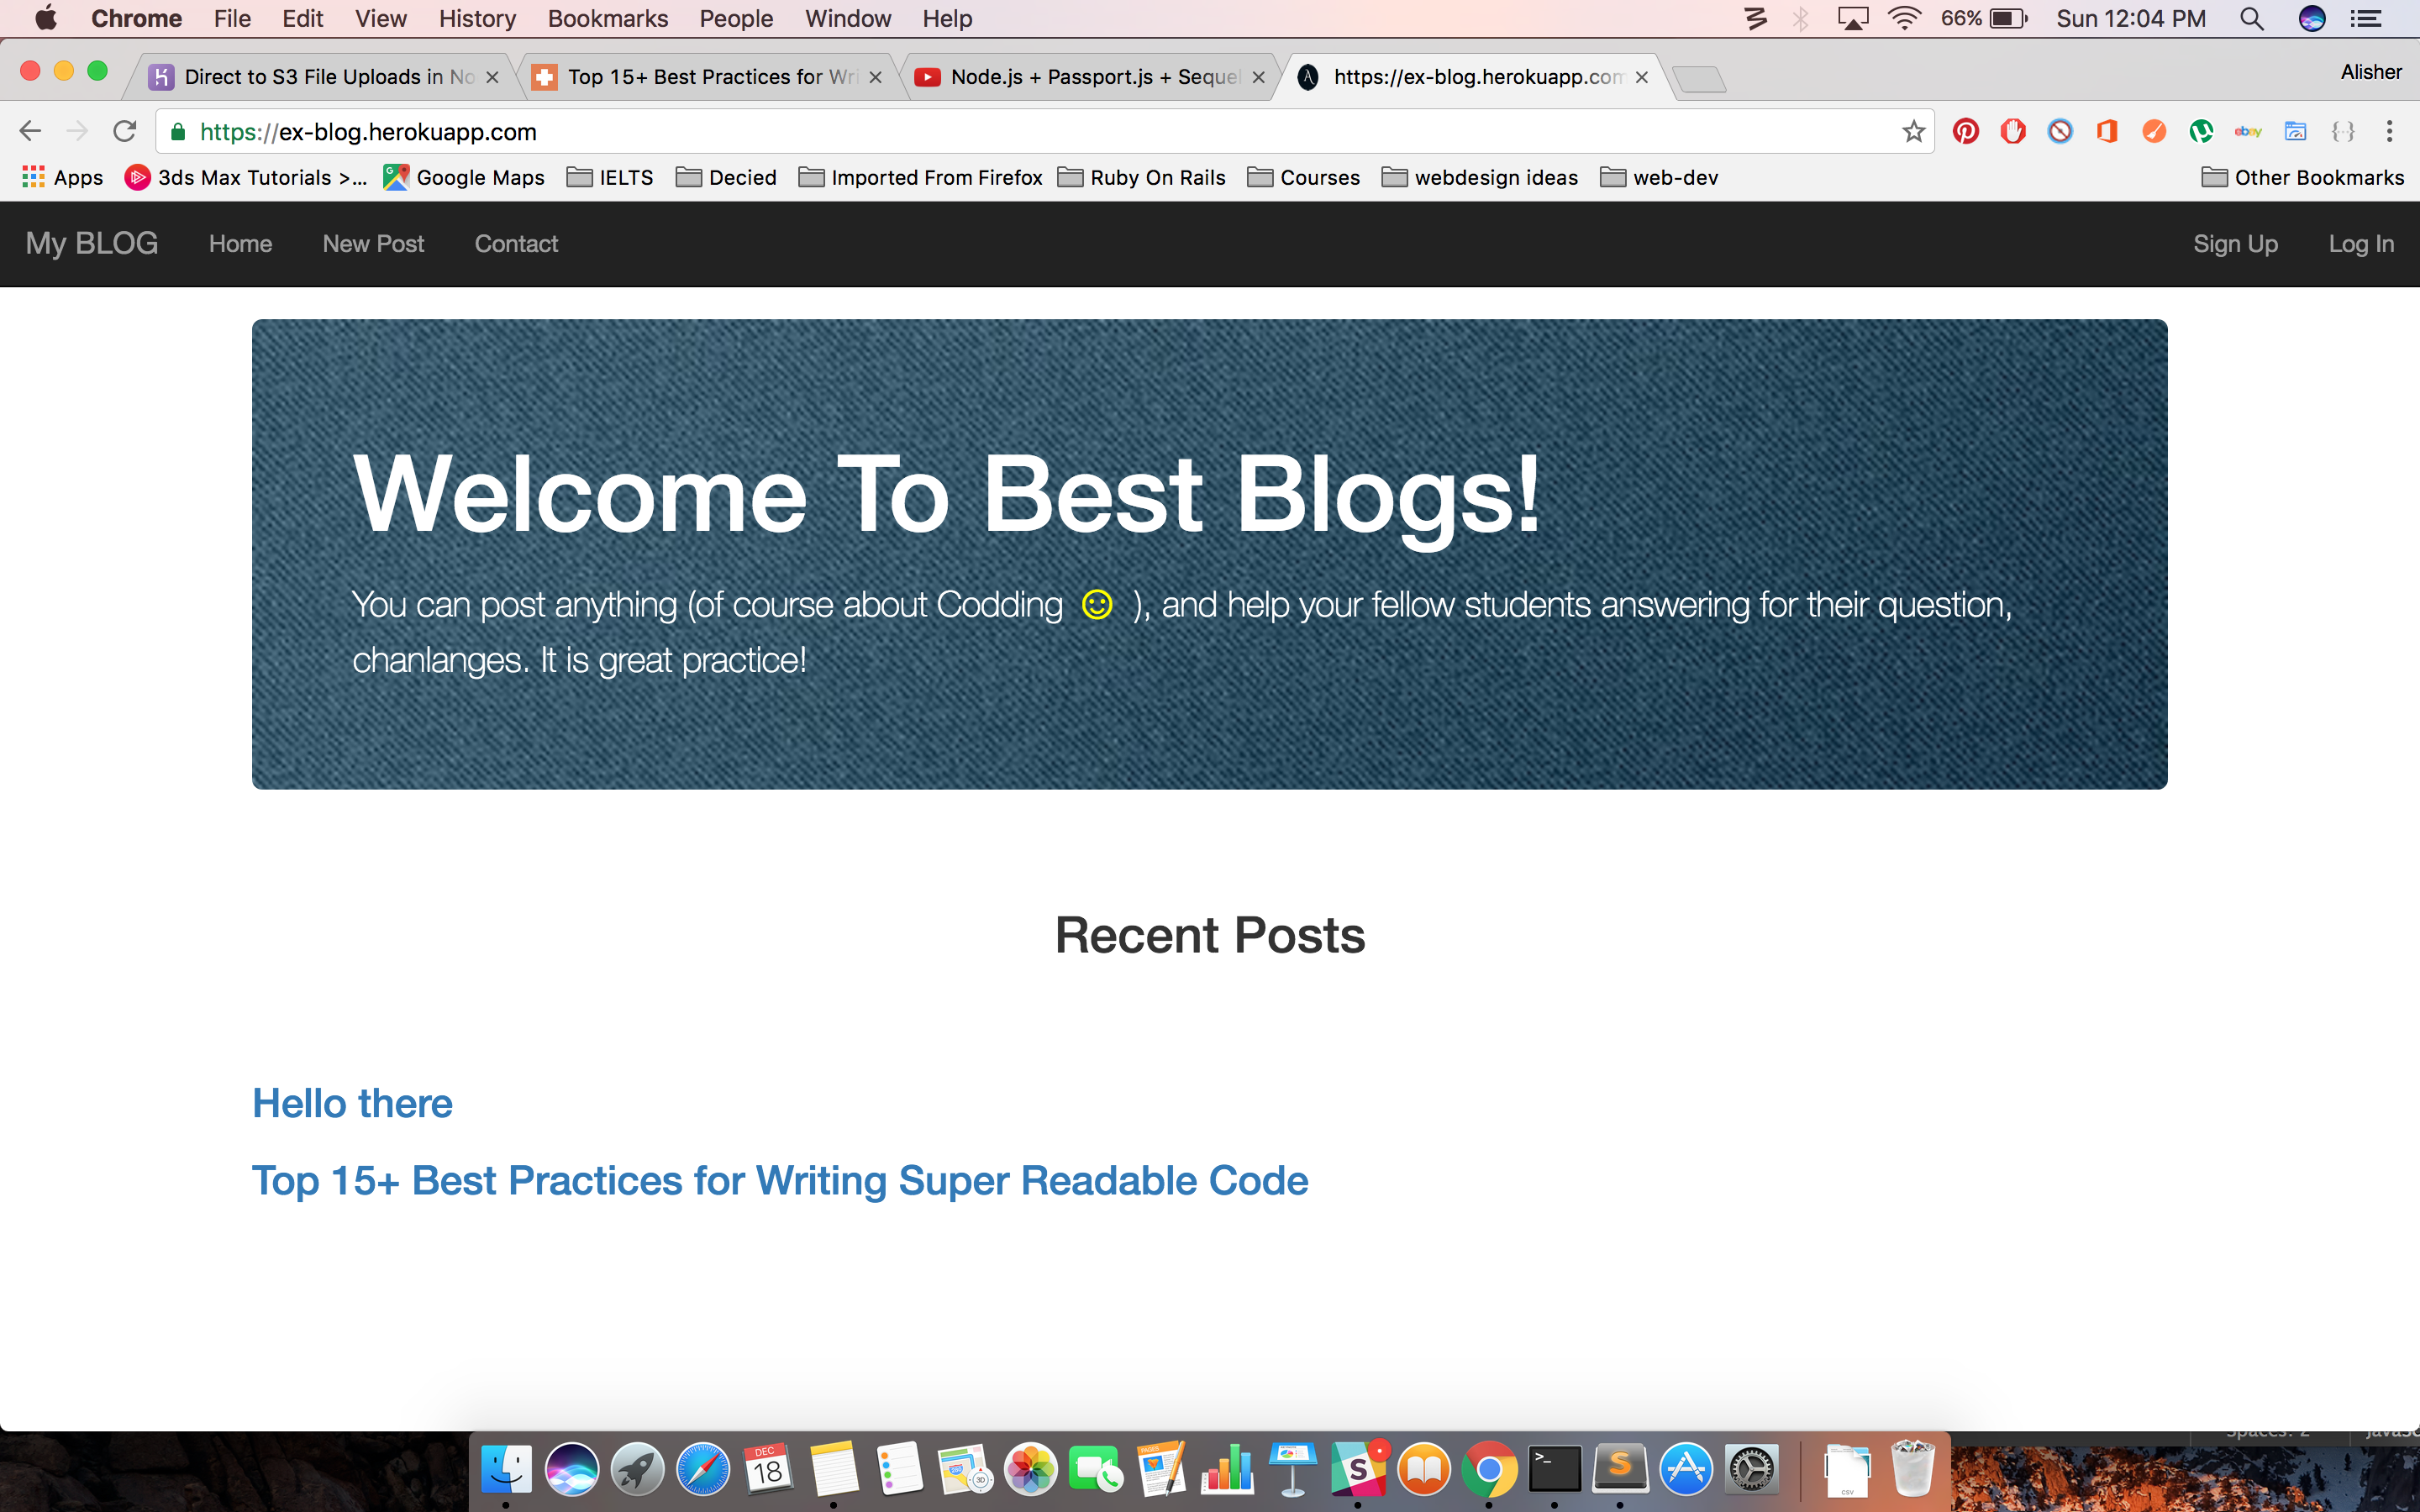 Chrome File Edit View History Bookmarks People Window Help 66% Sun 12:04 PM
Direct to S3 File Uploads in No Top 15+ Best Practices for Wri Node.js + Passport.js + Sequel https://ex-blog.herokuapp.com Alisher
https://ex-blog.herokuapp.com ebay
Apps 3ds Max Tutorials >... Google Maps IELTS Decied Imported From Firefox Ruby On Rails Courses webdesign ideas web-dev Other Bookmarks
My BLOG Home New Post Contact Sign Up Log In
Welcome To Best Blogs!
You can post anything (of course about Codding ☺ ), and help your fellow students answering for their question,
chanlanges. It is great practice!
Recent Posts
Hello there
Top 15+ Best Practices for Writing Super Readable Code
DEC
18
PAGES
3D
CSV